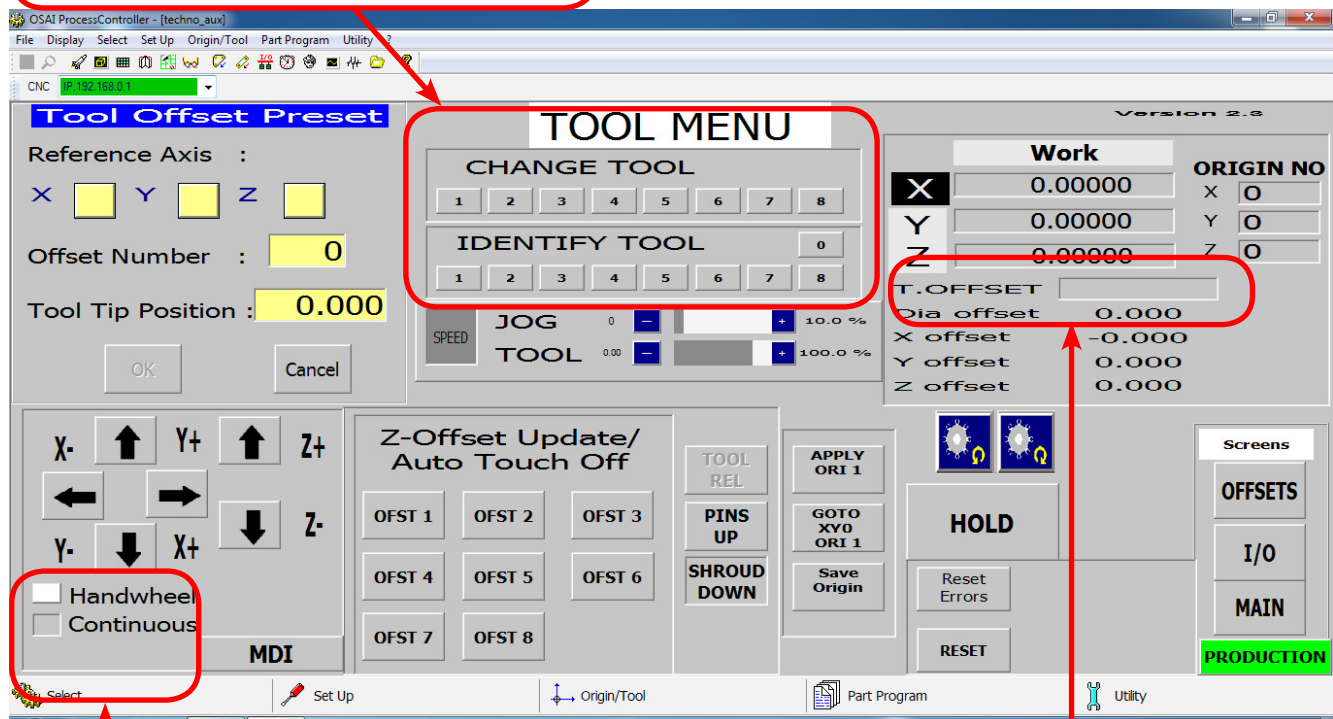 OSAI ProcessController - [techno_aux]
File Display Select Set Up Origin/Tool Part Program Utility ?
CNC IP.192.168.0.1
Tool Offset Preset
Reference Axis :
X Y Z
Offset Number : 0
Tool Tip Position : 0.000
OK Cancel
TOOL MENU
CHANGE TOOL
1 2 3 4 5 6 7 8
IDENTIFY TOOL 0
1 2 3 4 5 6 7 8
SPEED
JOG 0 - + 10.0 %
TOOL 0.00 - + 100.0 %
Version 2.3
Work
ORIGIN NO
X 0.00000 X 0
Y 0.00000 Y 0
Z 0.00000 Z 0
T.OFFSET
Dia offset 0.000
X offset -0.000
Y offset 0.000
Z offset 0.000
X- Y+ Z+
Y- X+ Z-
Handwheel
Continuous
MDI
Z-Offset Update/
Auto Touch Off
OFST 1 OFST 2 OFST 3
OFST 4 OFST 5 OFST 6
OFST 7 OFST 8
TOOL
REL
PINS
UP
SHROUD
DOWN
APPLY
ORI 1
GOTO
XY0
ORI 1
Save
Origin
HOLD
Reset
Errors
RESET
Screens
OFFSETS
I/O
MAIN
PRODUCTION
Select Set Up Origin/Tool Part Program Utility